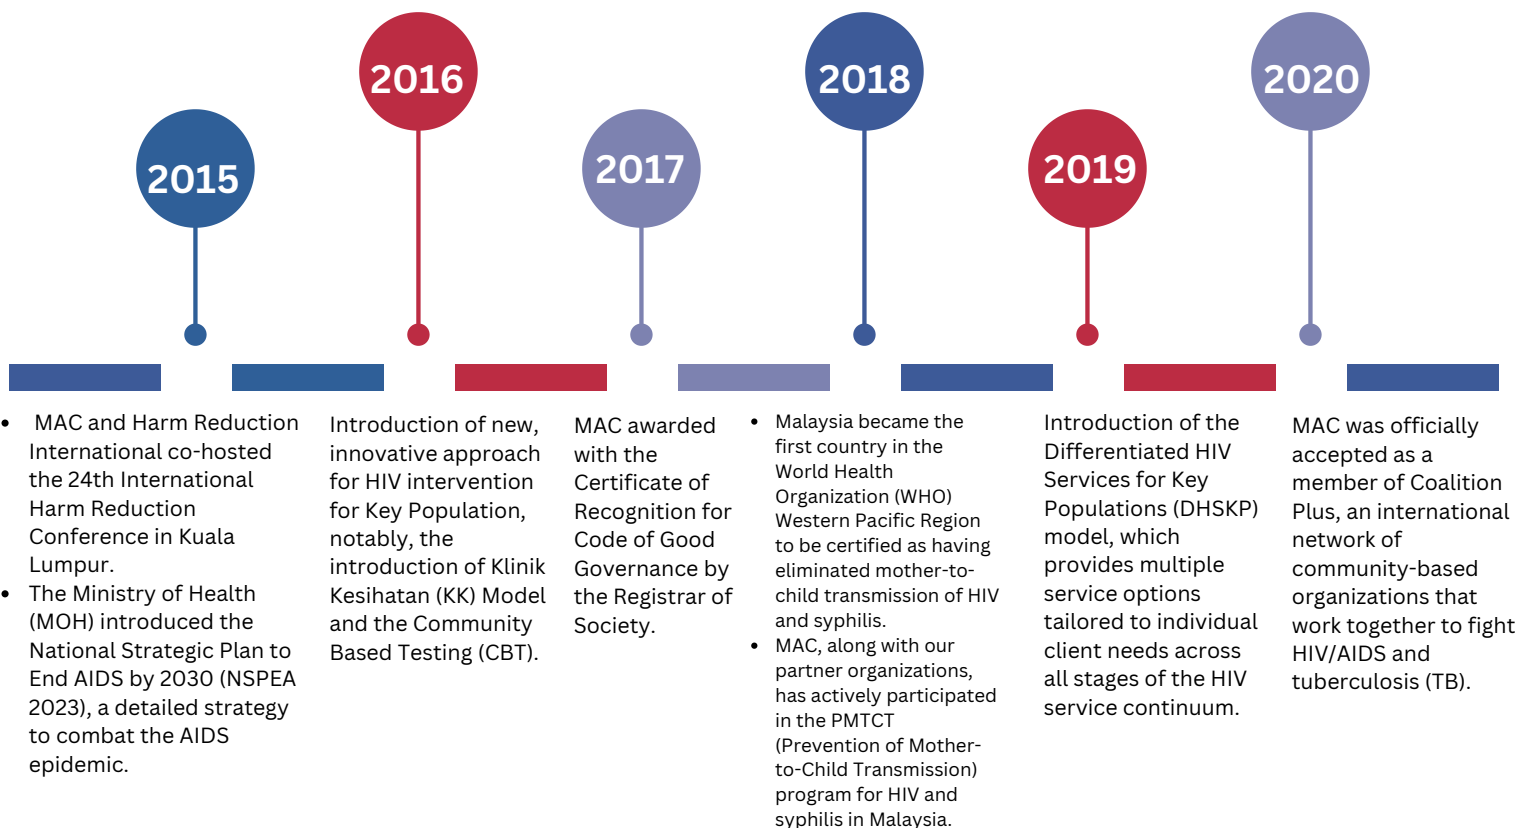 2015
2016
2017
2018
2019
2020
• MAC and Harm Reduction
International co-hosted
the 24th International
Harm Reduction
Conference in Kuala
Lumpur.
• The Ministry of Health
(MOH) introduced the
National Strategic Plan to
End AIDS by 2030 (NSPEA
2023), a detailed strategy
to combat the AIDS
epidemic.
Introduction of new,
innovative approach
for HIV intervention
for Key Population,
notably, the
introduction of Klinik
Kesihatan (KK) Model
and the Community
Based Testing (CBT).
MAC awarded
with the
Certificate of
Recognition for
Code of Good
Governance by
the Registrar of
Society.
• Malaysia became the
first country in the
World Health
Organization (WHO)
Western Pacific Region
to be certified as having
eliminated mother-to-
child transmission of HIV
and syphilis.
• MAC, along with our
partner organizations,
has actively participated
in the PMTCT
(Prevention of Mother-
to-Child Transmission)
program for HIV and
syphilis in Malaysia.
Introduction of the
Differentiated HIV
Services for Key
Populations (DHSKP)
model, which
provides multiple
service options
tailored to individual
client needs across
all stages of the HIV
service continuum.
MAC was officially
accepted as a
member of Coalition
Plus, an international
network of
community-based
organizations that
work together to fight
HIV/AIDS and
tuberculosis (TB).